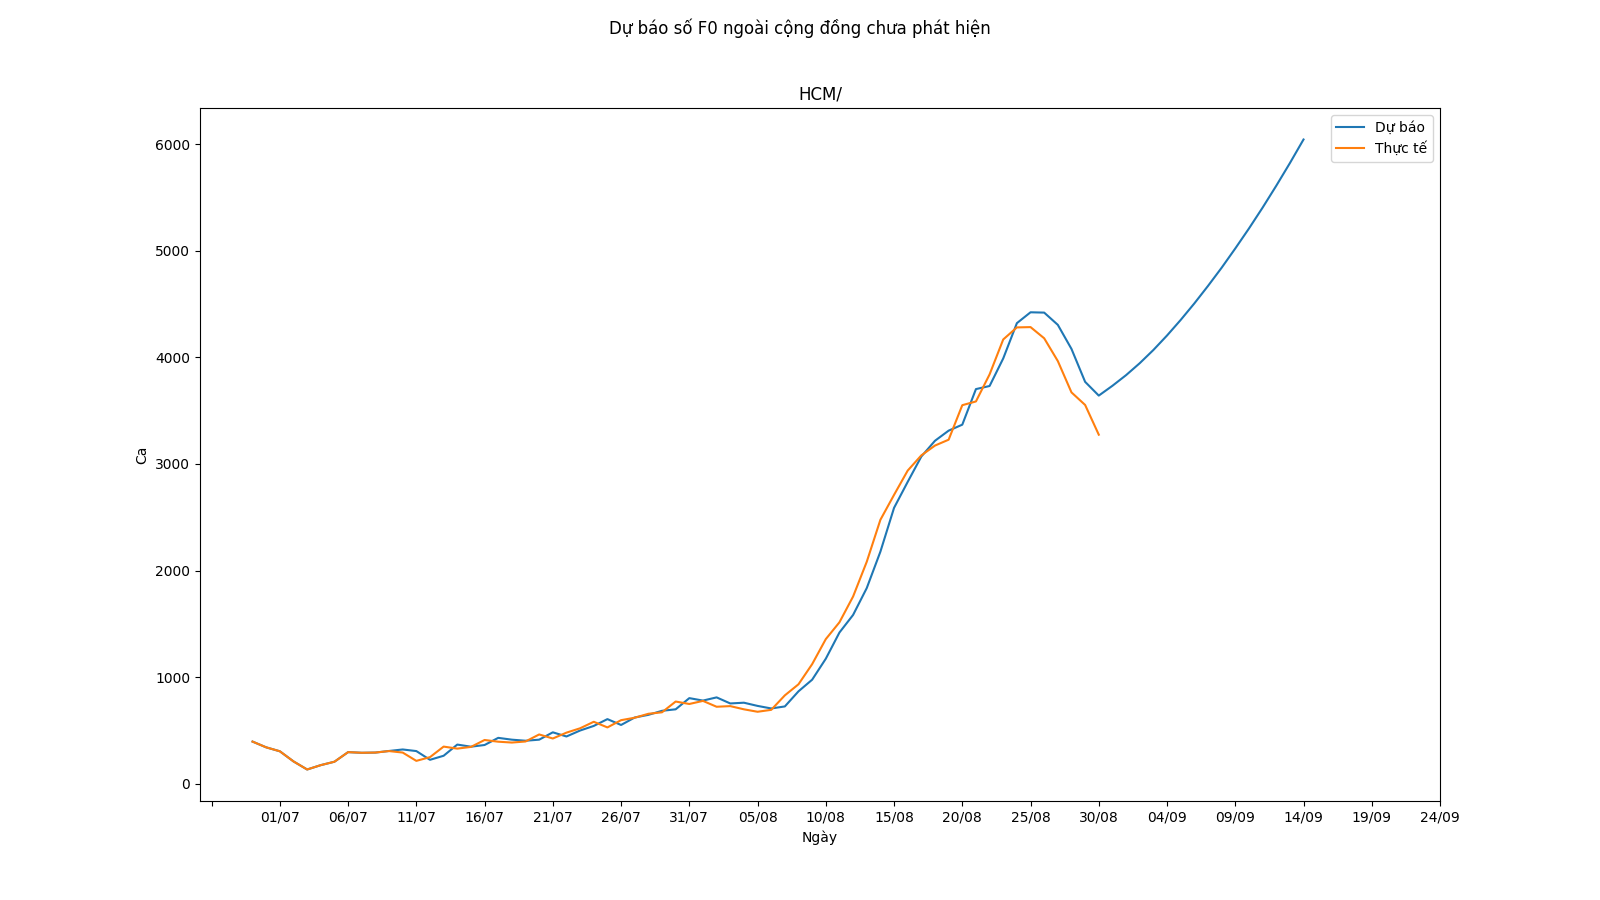 Dự báo số F0 ngoài cộng đồng chưa phát hiện
HCM/
Dự báo
Thực tế
6000
5000
4000
3000
2000
1000
0
Ca
01/07 06/07 11/07 16/07 21/07 26/07 31/07 05/08 10/08 15/08 20/08 25/08 30/08 04/09 09/09 14/09 19/09 24/09
Ngày